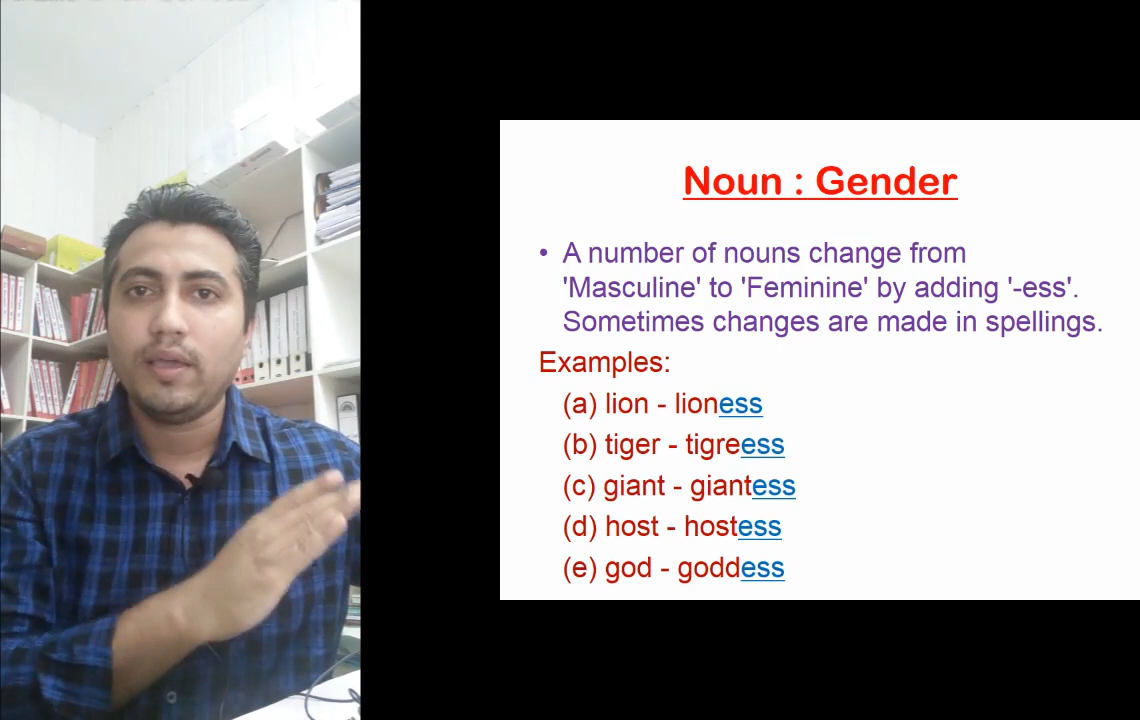 Noun : Gender
• A number of nouns change from
'Masculine' to 'Feminine' by adding '-ess'.
Sometimes changes are made in spellings.
Examples:
(a) lion - lioness
(b) tiger - tigreess
(c) giant - giantess
(d) host - hostess
(e) god - goddess